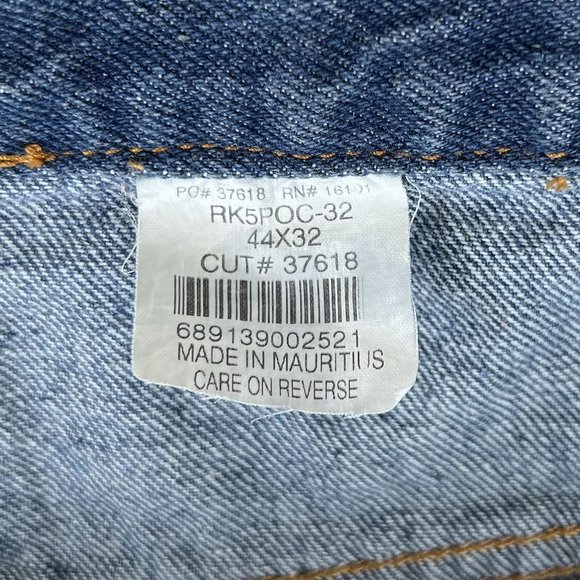 PO# 37618 RN# 16101
RK5POC-32
44X32
CUT# 37618
689139002521
MADE IN MAURITIUS
CARE ON REVERSE